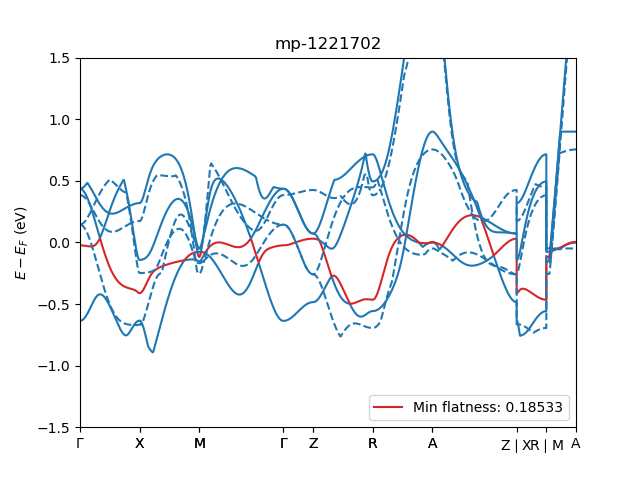 mp-1221702
E − E_F (eV)
1.5
1.0
0.5
0.0
−0.5
−1.0
−1.5
Min flatness: 0.18533
Γ X M Γ Z R A Z | XR | M A